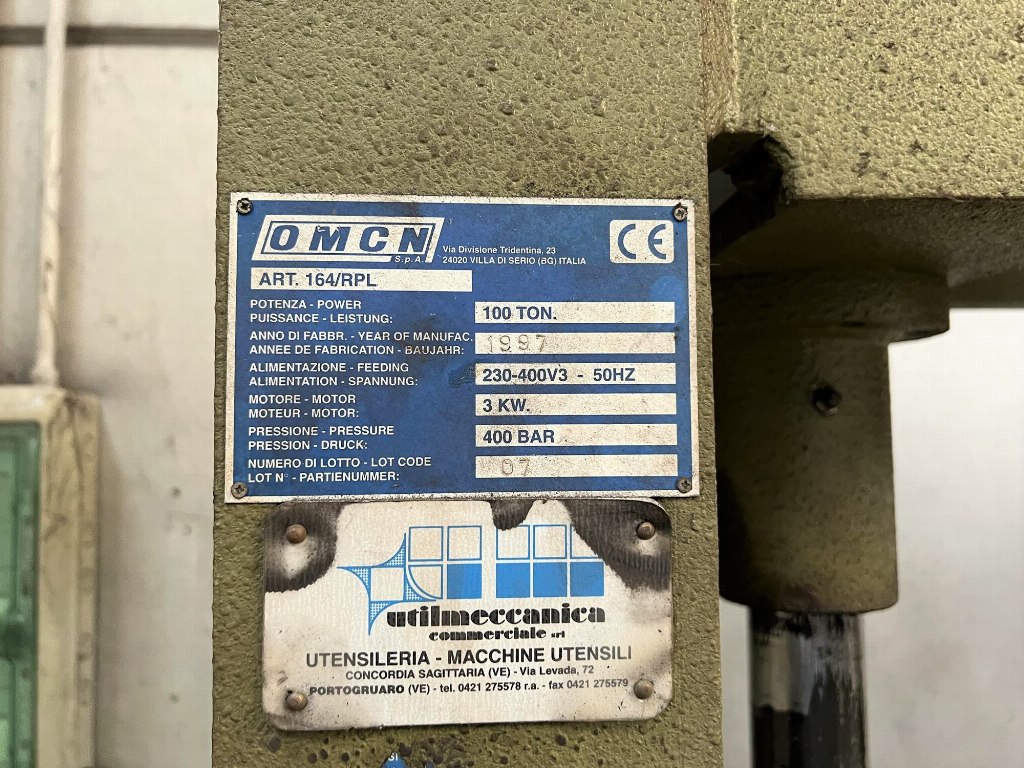 OMCN
S.p.A.
Via Divisione Tridentina, 23
24020 VILLA DI SERIO (BG) ITALIA
CE
ART. 164/RPL
POTENZA - POWER
PUISSANCE - LEISTUNG:
100 TON.
ANNO DI FABBR. - YEAR OF MANUFAC.
ANNEE DE FABRICATION - BAUJAHR:
1997
ALIMENTAZIONE - FEEDING
ALIMENTATION - SPANNUNG:
230-400V3 - 50HZ
MOTORE - MOTOR
MOTEUR - MOTOR:
3 KW.
PRESSIONE - PRESSURE
PRESSION - DRUCK:
400 BAR
NUMERO DI LOTTO - LOT CODE
LOT N° - PARTIENUMMER:
07
utilmeccanica
commerciale srl
UTENSILERIA - MACCHINE UTENSILI
CONCORDIA SAGITTARIA (VE) - Via Levada, 72
PORTOGRUARO (VE) - tel. 0421 275578 r.a. - fax 0421 275579